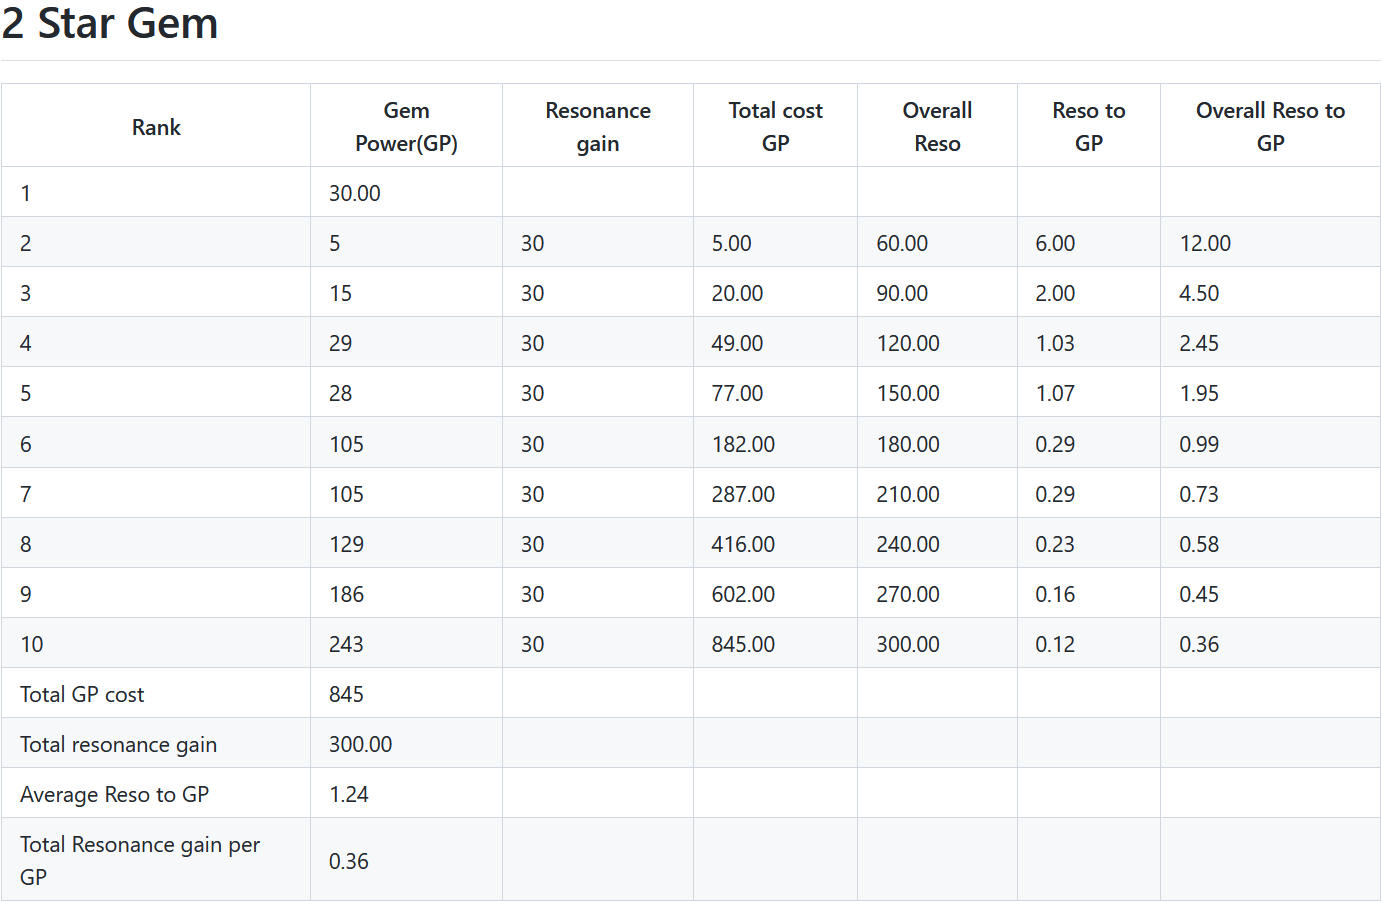 2 Star Gem
Rank Gem Power(GP) Resonance gain Total cost GP Overall Reso Reso to GP Overall Reso to GP
1 30.00
2 5 30 5.00 60.00 6.00 12.00
3 15 30 20.00 90.00 2.00 4.50
4 29 30 49.00 120.00 1.03 2.45
5 28 30 77.00 150.00 1.07 1.95
6 105 30 182.00 180.00 0.29 0.99
7 105 30 287.00 210.00 0.29 0.73
8 129 30 416.00 240.00 0.23 0.58
9 186 30 602.00 270.00 0.16 0.45
10 243 30 845.00 300.00 0.12 0.36
Total GP cost 845
Total resonance gain 300.00
Average Reso to GP 1.24
Total Resonance gain per GP 0.36